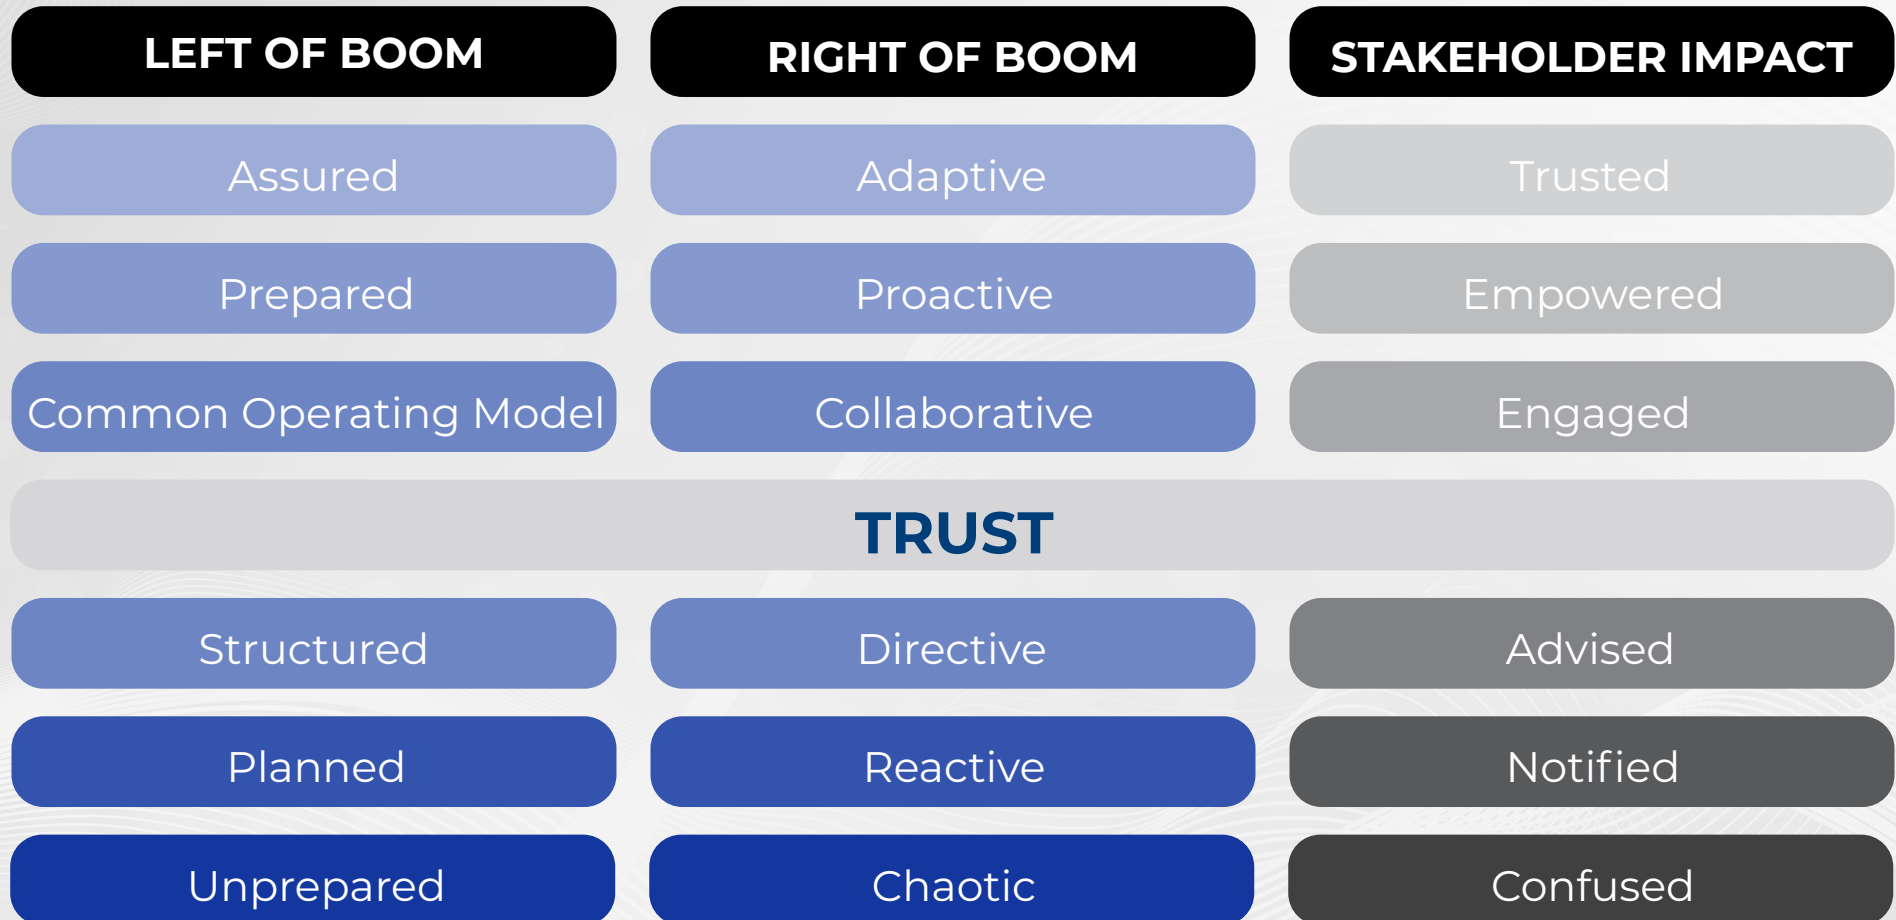 LEFT OF BOOM
RIGHT OF BOOM
STAKEHOLDER IMPACT
Assured
Adaptive
Trusted
Prepared
Proactive
Empowered
Common Operating Model
Collaborative
Engaged
TRUST
Structured
Directive
Advised
Planned
Reactive
Notified
Unprepared
Chaotic
Confused